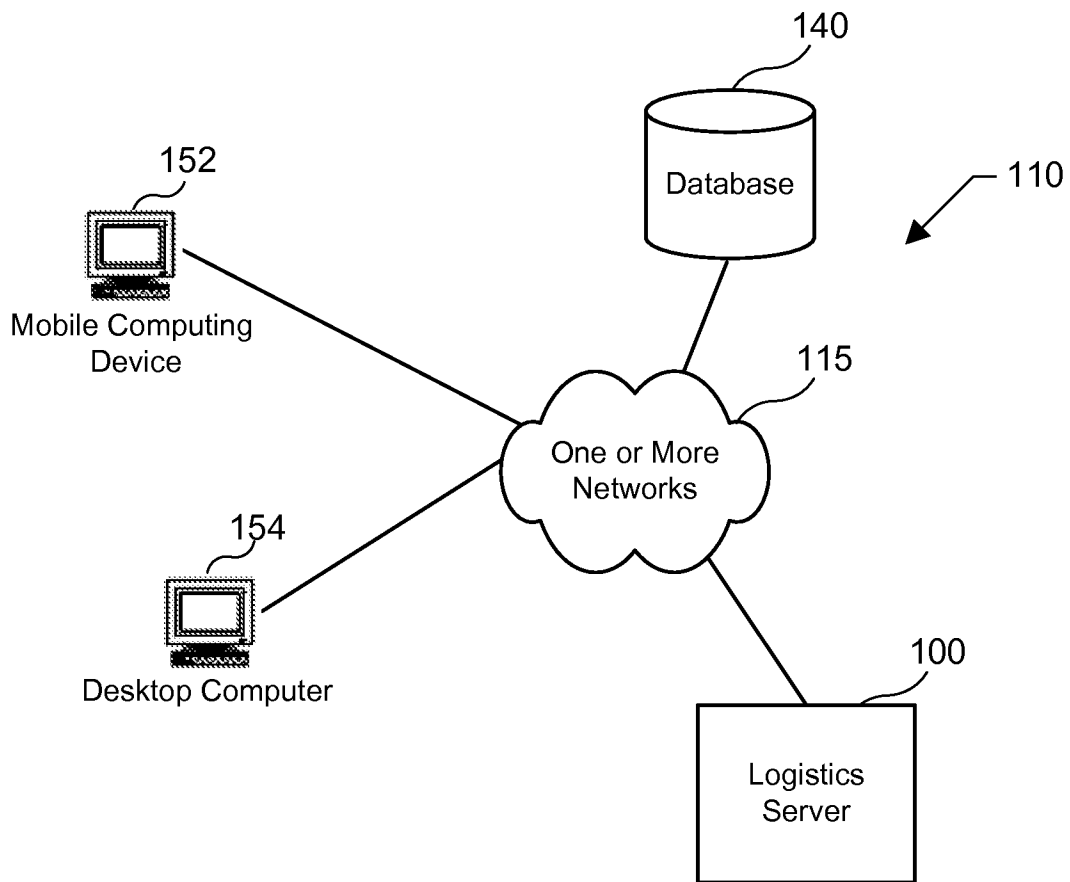 140
Database
110
152
Mobile Computing
Device
115
One or More
Networks
154
Desktop Computer
100
Logistics
Server